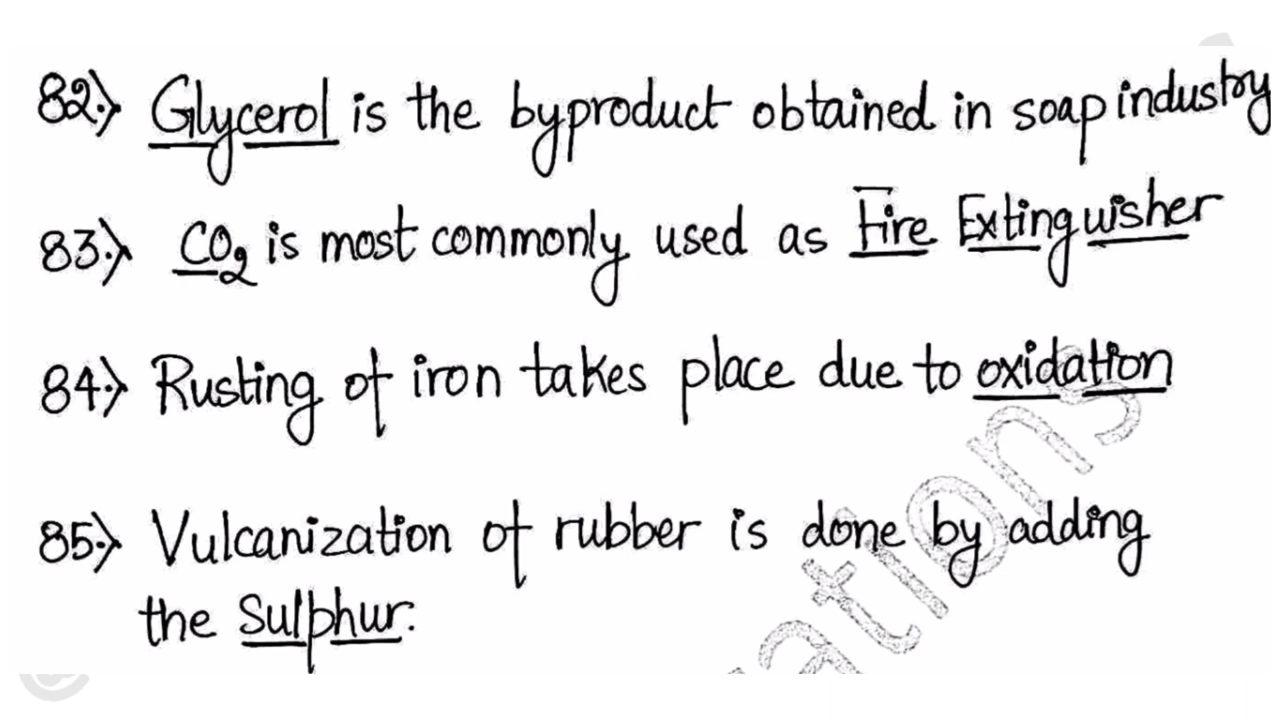 82.) Glycerol is the byproduct obtained in soap industry
83.) CO₂ is most commonly used as Fire Extinguisher
84.) Rusting of iron takes place due to oxidation
85.) Vulcanization of rubber is done by adding
the Sulphur.
ations